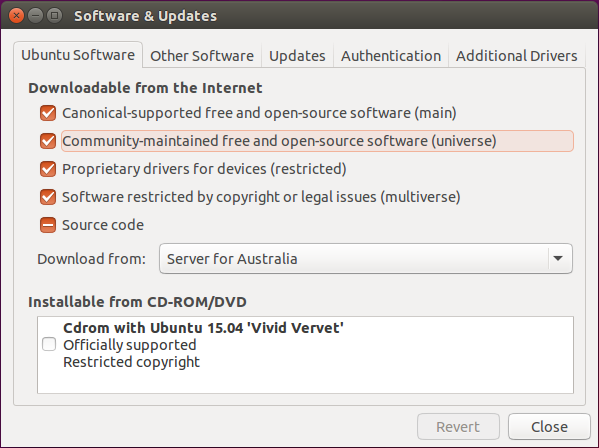 Software & Updates
Ubuntu Software Other Software Updates Authentication Additional Drivers
Downloadable from the Internet
Canonical-supported free and open-source software (main)
Community-maintained free and open-source software (universe)
Proprietary drivers for devices (restricted)
Software restricted by copyright or legal issues (multiverse)
Source code
Download from: Server for Australia
Installable from CD-ROM/DVD
Cdrom with Ubuntu 15.04 'Vivid Vervet'
Officially supported
Restricted copyright
Revert Close